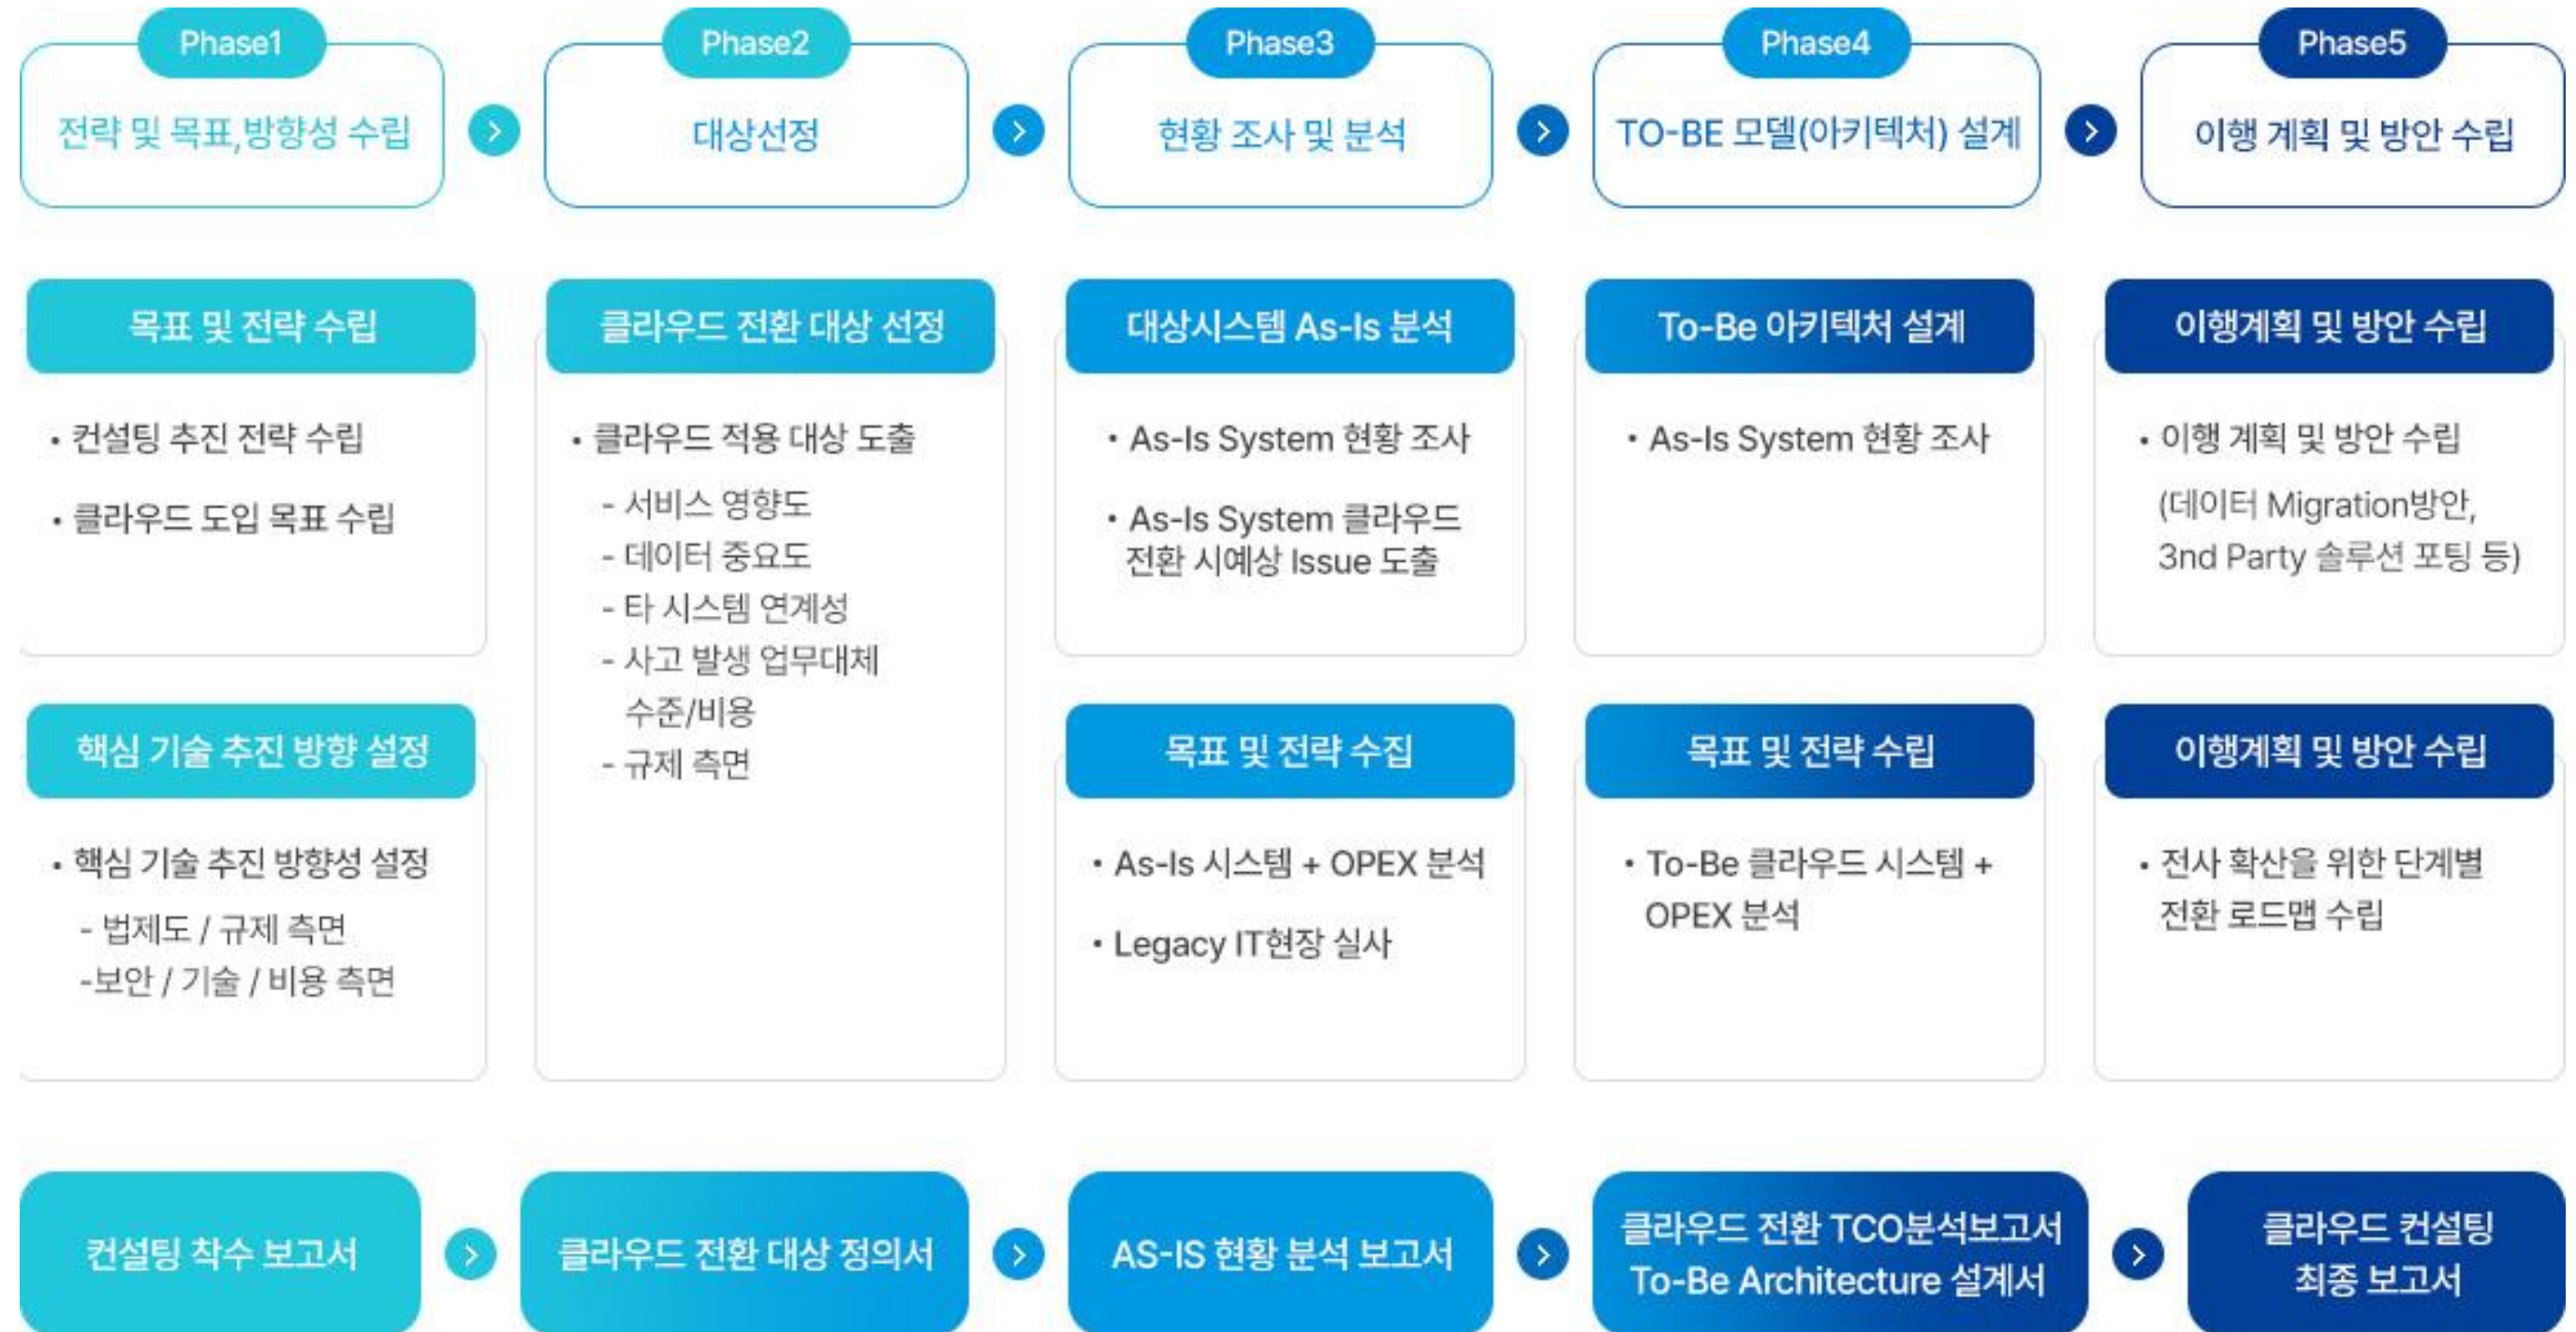 Phase1
전략 및 목표,방향성 수립
Phase2
대상선정
Phase3
현황 조사 및 분석
Phase4
TO-BE 모델(아키텍처) 설계
Phase5
이행 계획 및 방안 수립
목표 및 전략 수립
• 컨설팅 추진 전략 수립
• 클라우드 도입 목표 수립
핵심 기술 추진 방향 설정
• 핵심 기술 추진 방향성 설정
- 법제도 / 규제 측면
-보안 / 기술 / 비용 측면
클라우드 전환 대상 선정
• 클라우드 적용 대상 도출
- 서비스 영향도
- 데이터 중요도
- 타 시스템 연계성
- 사고 발생 업무대체
수준/비용
- 규제 측면
대상시스템 As-Is 분석
• As-Is System 현황 조사
• As-Is System 클라우드
전환 시예상 Issue 도출
목표 및 전략 수집
• As-Is 시스템 + OPEX 분석
• Legacy IT현장 실사
To-Be 아키텍처 설계
• As-Is System 현황 조사
목표 및 전략 수립
• To-Be 클라우드 시스템 +
OPEX 분석
이행계획 및 방안 수립
• 이행 계획 및 방안 수립
(데이터 Migration방안,
3nd Party 솔루션 포팅 등)
이행계획 및 방안 수립
• 전사 확산을 위한 단계별
전환 로드맵 수립
컨설팅 착수 보고서
클라우드 전환 대상 정의서
AS-IS 현황 분석 보고서
클라우드 전환 TCO분석보고서
To-Be Architecture 설계서
클라우드 컨설팅
최종 보고서